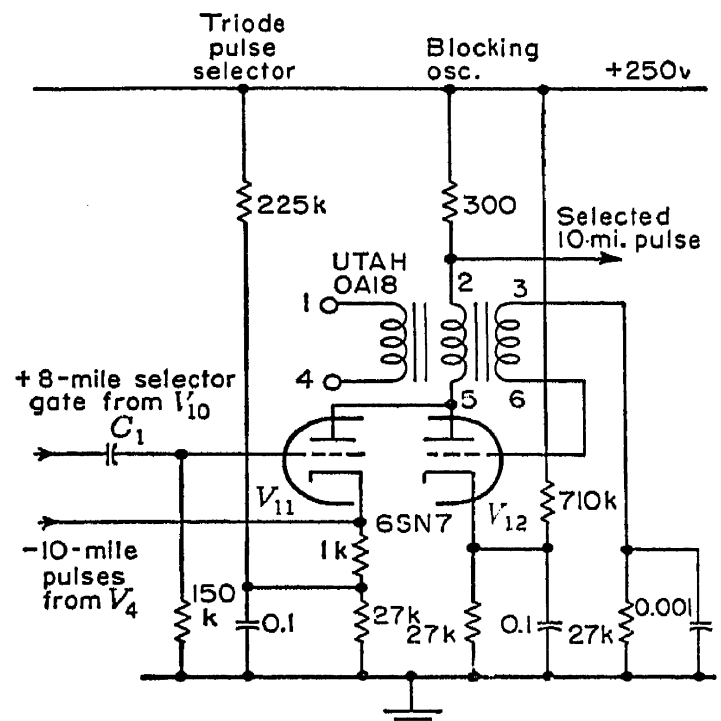 Triode
pulse
selector
Blocking
osc.
+250v
225k
300
Selected
10-mi. pulse
UTAH
OA18
1
2
3
4
5
6
+8-mile selector
gate from V10
C1
V11
6SN7
V12
710k
-10-mile
pulses
from V4
1k
150
k
0.1
27k
27k
0.1
27k
0.001